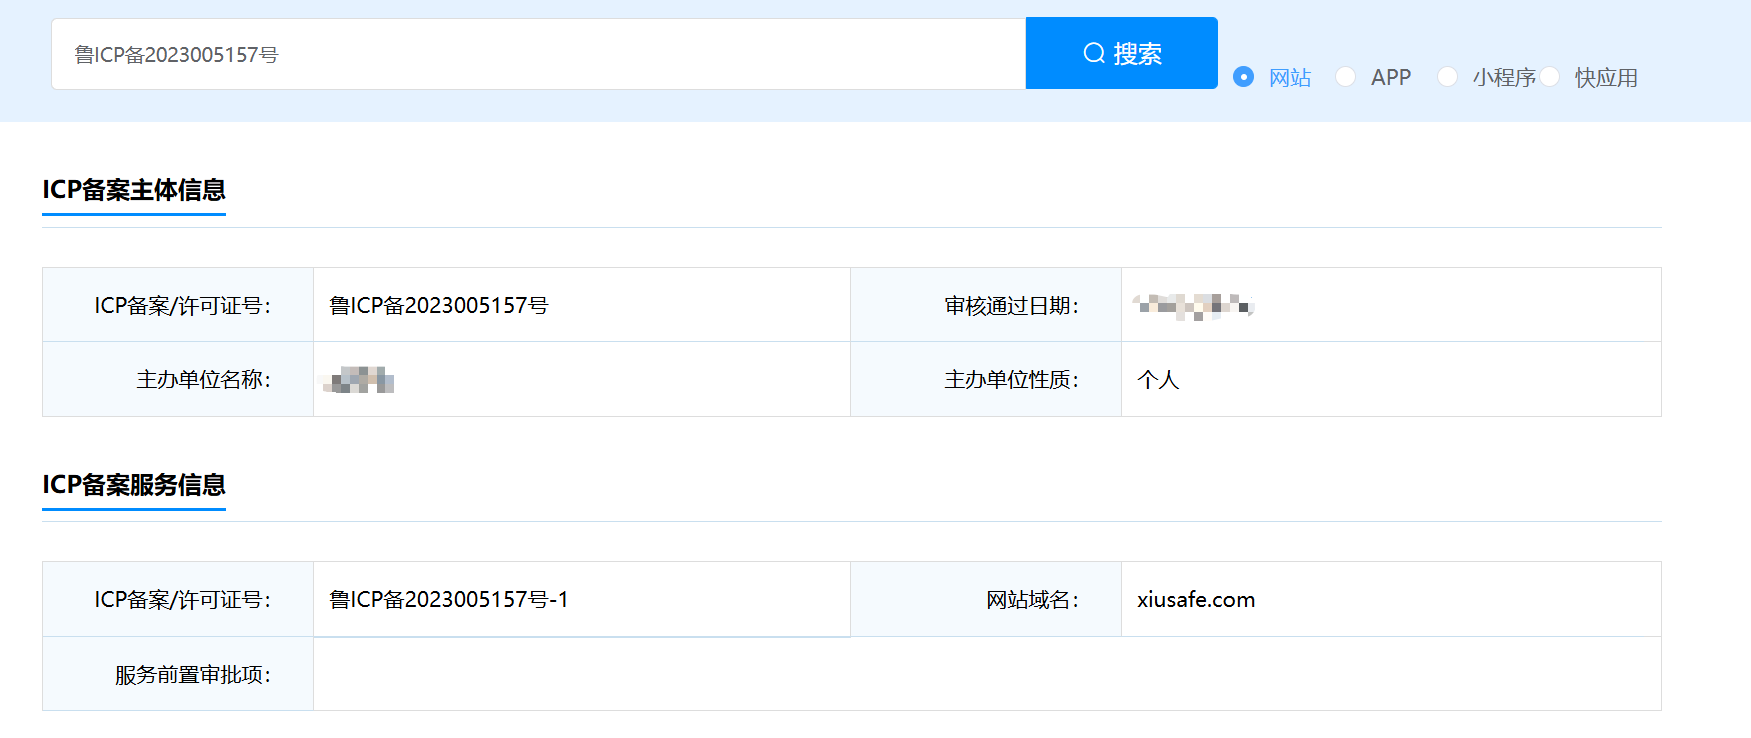 鲁ICP备2023005157号
搜索
网站 APP 小程序 快应用
ICP备案主体信息
ICP备案/许可证号： 鲁ICP备2023005157号 审核通过日期：
主办单位名称： 主办单位性质： 个人
ICP备案服务信息
ICP备案/许可证号： 鲁ICP备2023005157号-1 网站域名： xiusafe.com
服务前置审批项：